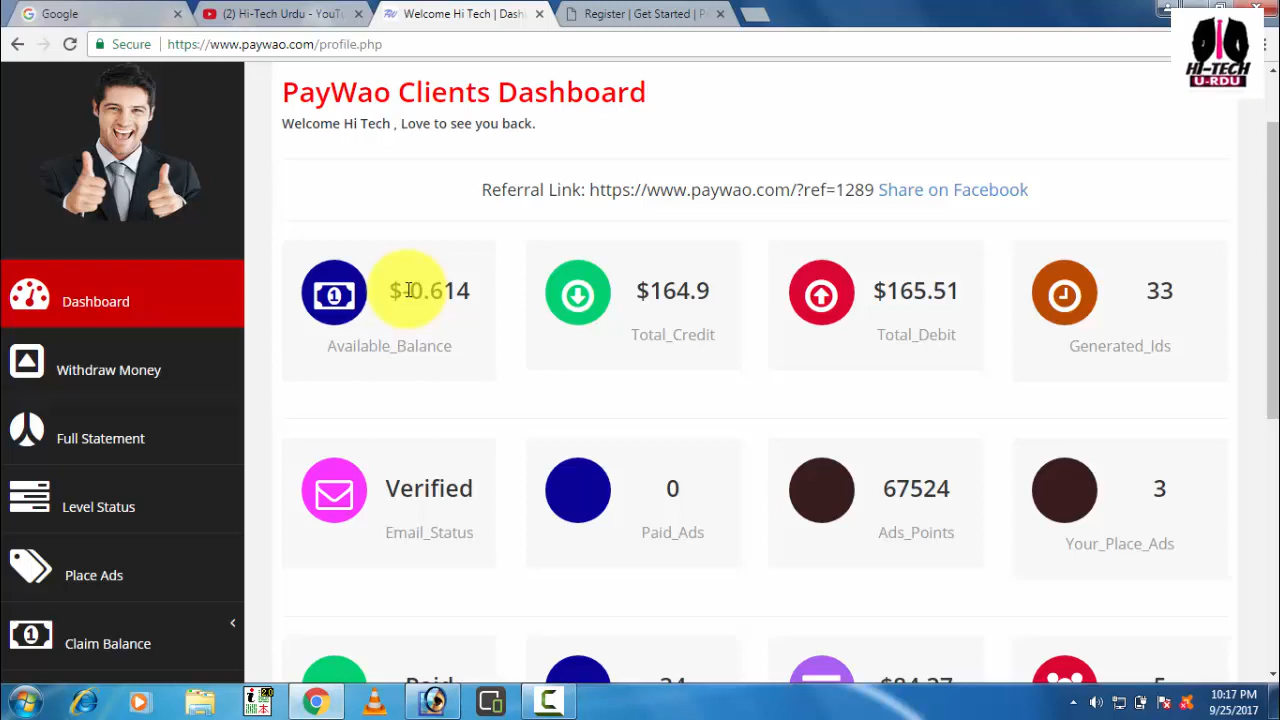 Google
(2) Hi-Tech Urdu - YouT
Welcome Hi Tech | Dash
Register | Get Started | P
Secure
https://www.paywao.com/profile.php
HI-TECH
U-RDU
PayWao Clients Dashboard
Welcome Hi Tech , Love to see you back.
Referral Link: https://www.paywao.com/?ref=1289 Share on Facebook
$-0.614
Available_Balance
$164.9
Total_Credit
$165.51
Total_Debit
33
Generated_Ids
Verified
Email_Status
0
Paid_Ads
67524
Ads_Points
3
Your_Place_Ads
Dashboard
Withdraw Money
Full Statement
Level Status
Place Ads
Claim Balance
10:17 PM
9/25/2017